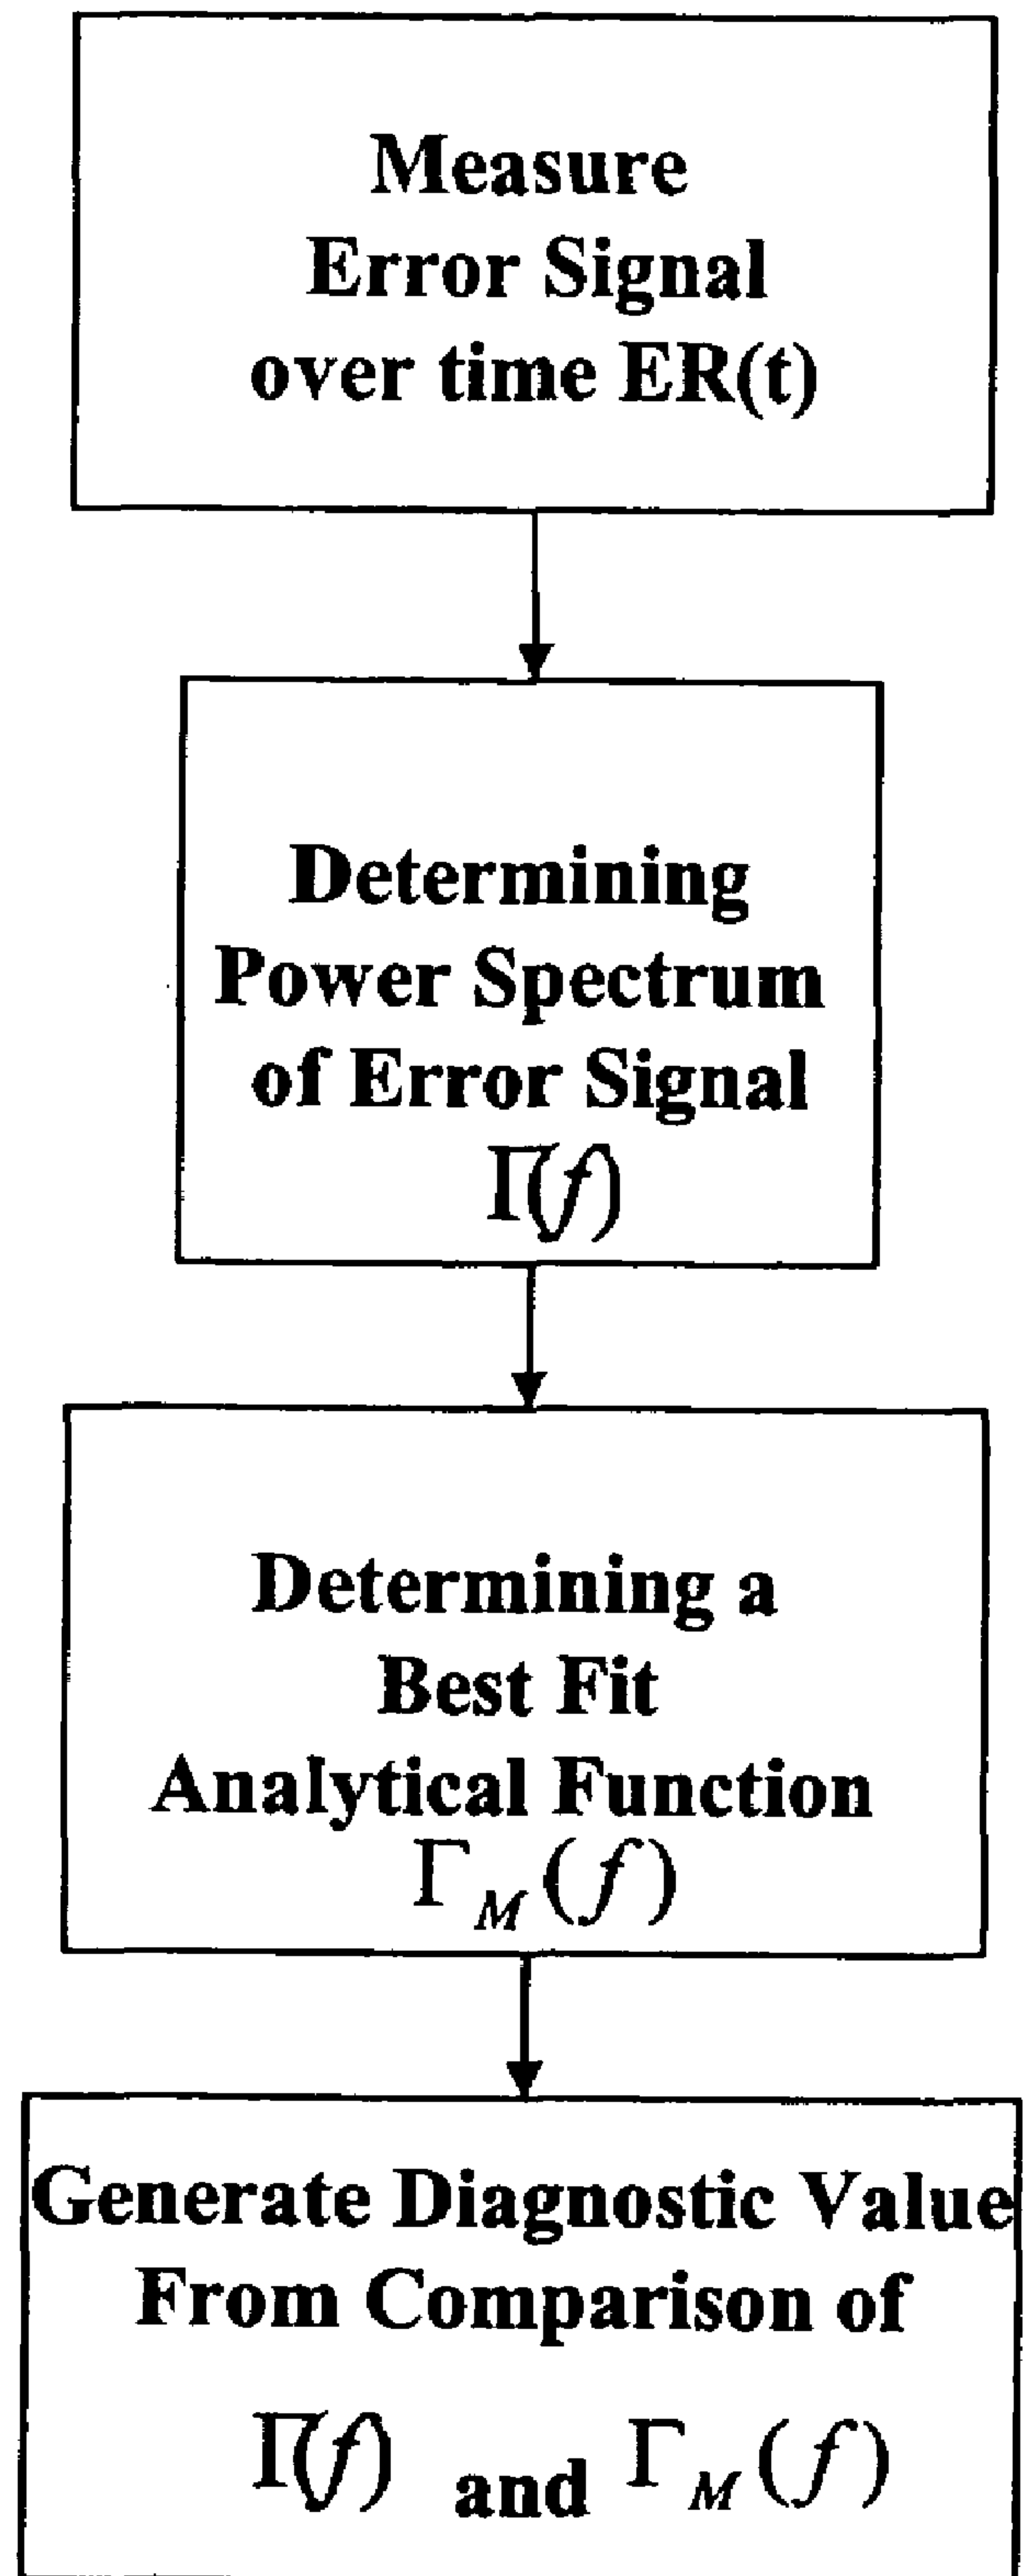 Measure
Error Signal
over time ER(t)
Determining
Power Spectrum
of Error Signal
Γ(f)
Determining a
Best Fit
Analytical Function
Γ_M(f)
Generate Diagnostic Value
From Comparison of
Γ(f) and Γ_M(f)